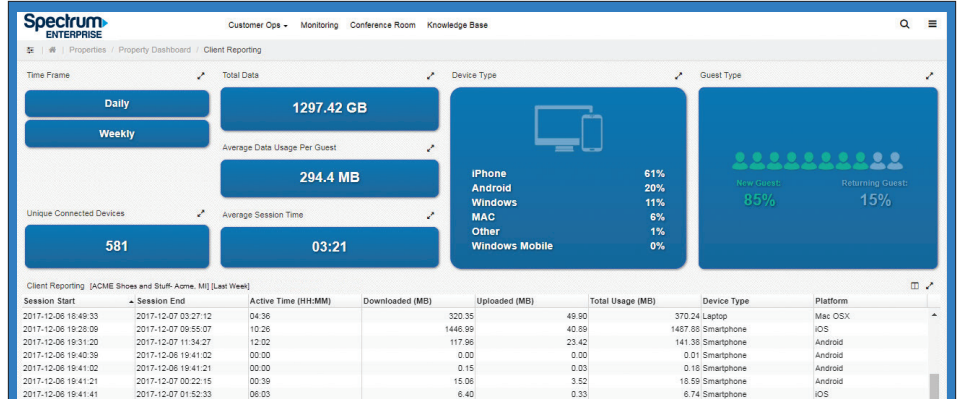 Spectrum
ENTERPRISE
Customer Ops Monitoring Conference Room Knowledge Base
Properties / Property Dashboard / Client Reporting
Time Frame
Daily
Weekly
Unique Connected Devices
581
Total Data
1297.42 GB
Average Data Usage Per Guest
294.4 MB
Average Session Time
03:21
Device Type
iPhone 61%
Android 20%
Windows 11%
MAC 6%
Other 1%
Windows Mobile 0%
Guest Type
New Guest: Returning Guest:
85% 15%
Client Reporting [ACME Shoes and Stuff- Acme, MI] [Last Week]
Session Start Session End Active Time (HH:MM) Downloaded (MB) Uploaded (MB) Total Usage (MB) Device Type Platform
2017-12-06 18:49:33 2017-12-07 03:27:12 04:36 320.35 49.90 370.24 Laptop Mac OSX
2017-12-06 19:28:09 2017-12-07 09:55:07 10:26 1446.99 40.89 1487.88 Smartphone iOS
2017-12-06 19:31:20 2017-12-07 11:34:27 12:02 117.96 23.42 141.38 Smartphone Android
2017-12-06 19:40:39 2017-12-06 19:41:02 00:00 0.00 0.00 0.01 Smartphone Android
2017-12-06 19:41:02 2017-12-06 19:41:21 00:00 0.15 0.03 0.18 Smartphone Android
2017-12-06 19:41:21 2017-12-07 00:22:15 00:39 15.06 3.52 18.59 Smartphone Android
2017-12-06 19:41:41 2017-12-07 01:52:33 06:03 6.40 0.33 6.74 Smartphone iOS